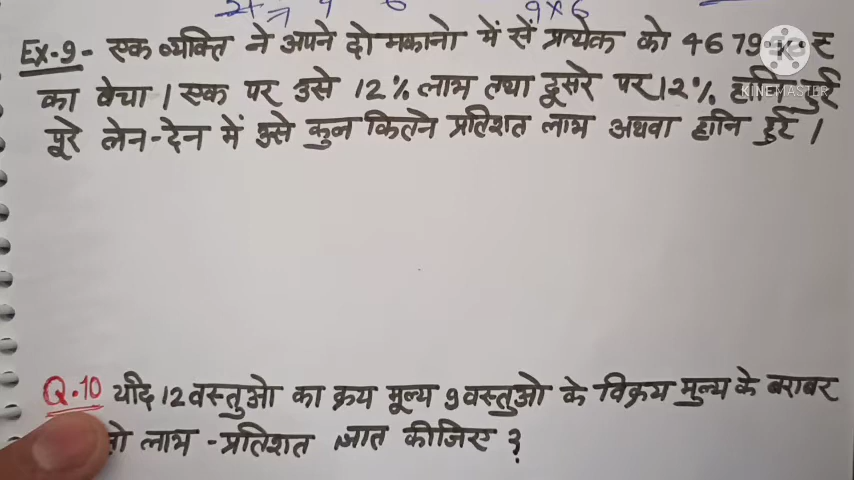 Ex-9- एक व्यक्ति ने अपने दो मकानो में सें प्रत्येक को 4679
का वेचा । एक पर उसे 12% लाभ तथा दूसरे पर 12% हानि हुई
KINEMASTER
पूरे लेन-देन में उसे कुल कितने प्रतिशत लाभ अथवा हानि हुई ।
Q.10 यदि 12 वस्तुओ का क्रय मूल्य 9 वस्तुओ के विक्रय मुल्य के बराबर
लाभ - प्रतिशत ज्ञात कीजिए ?